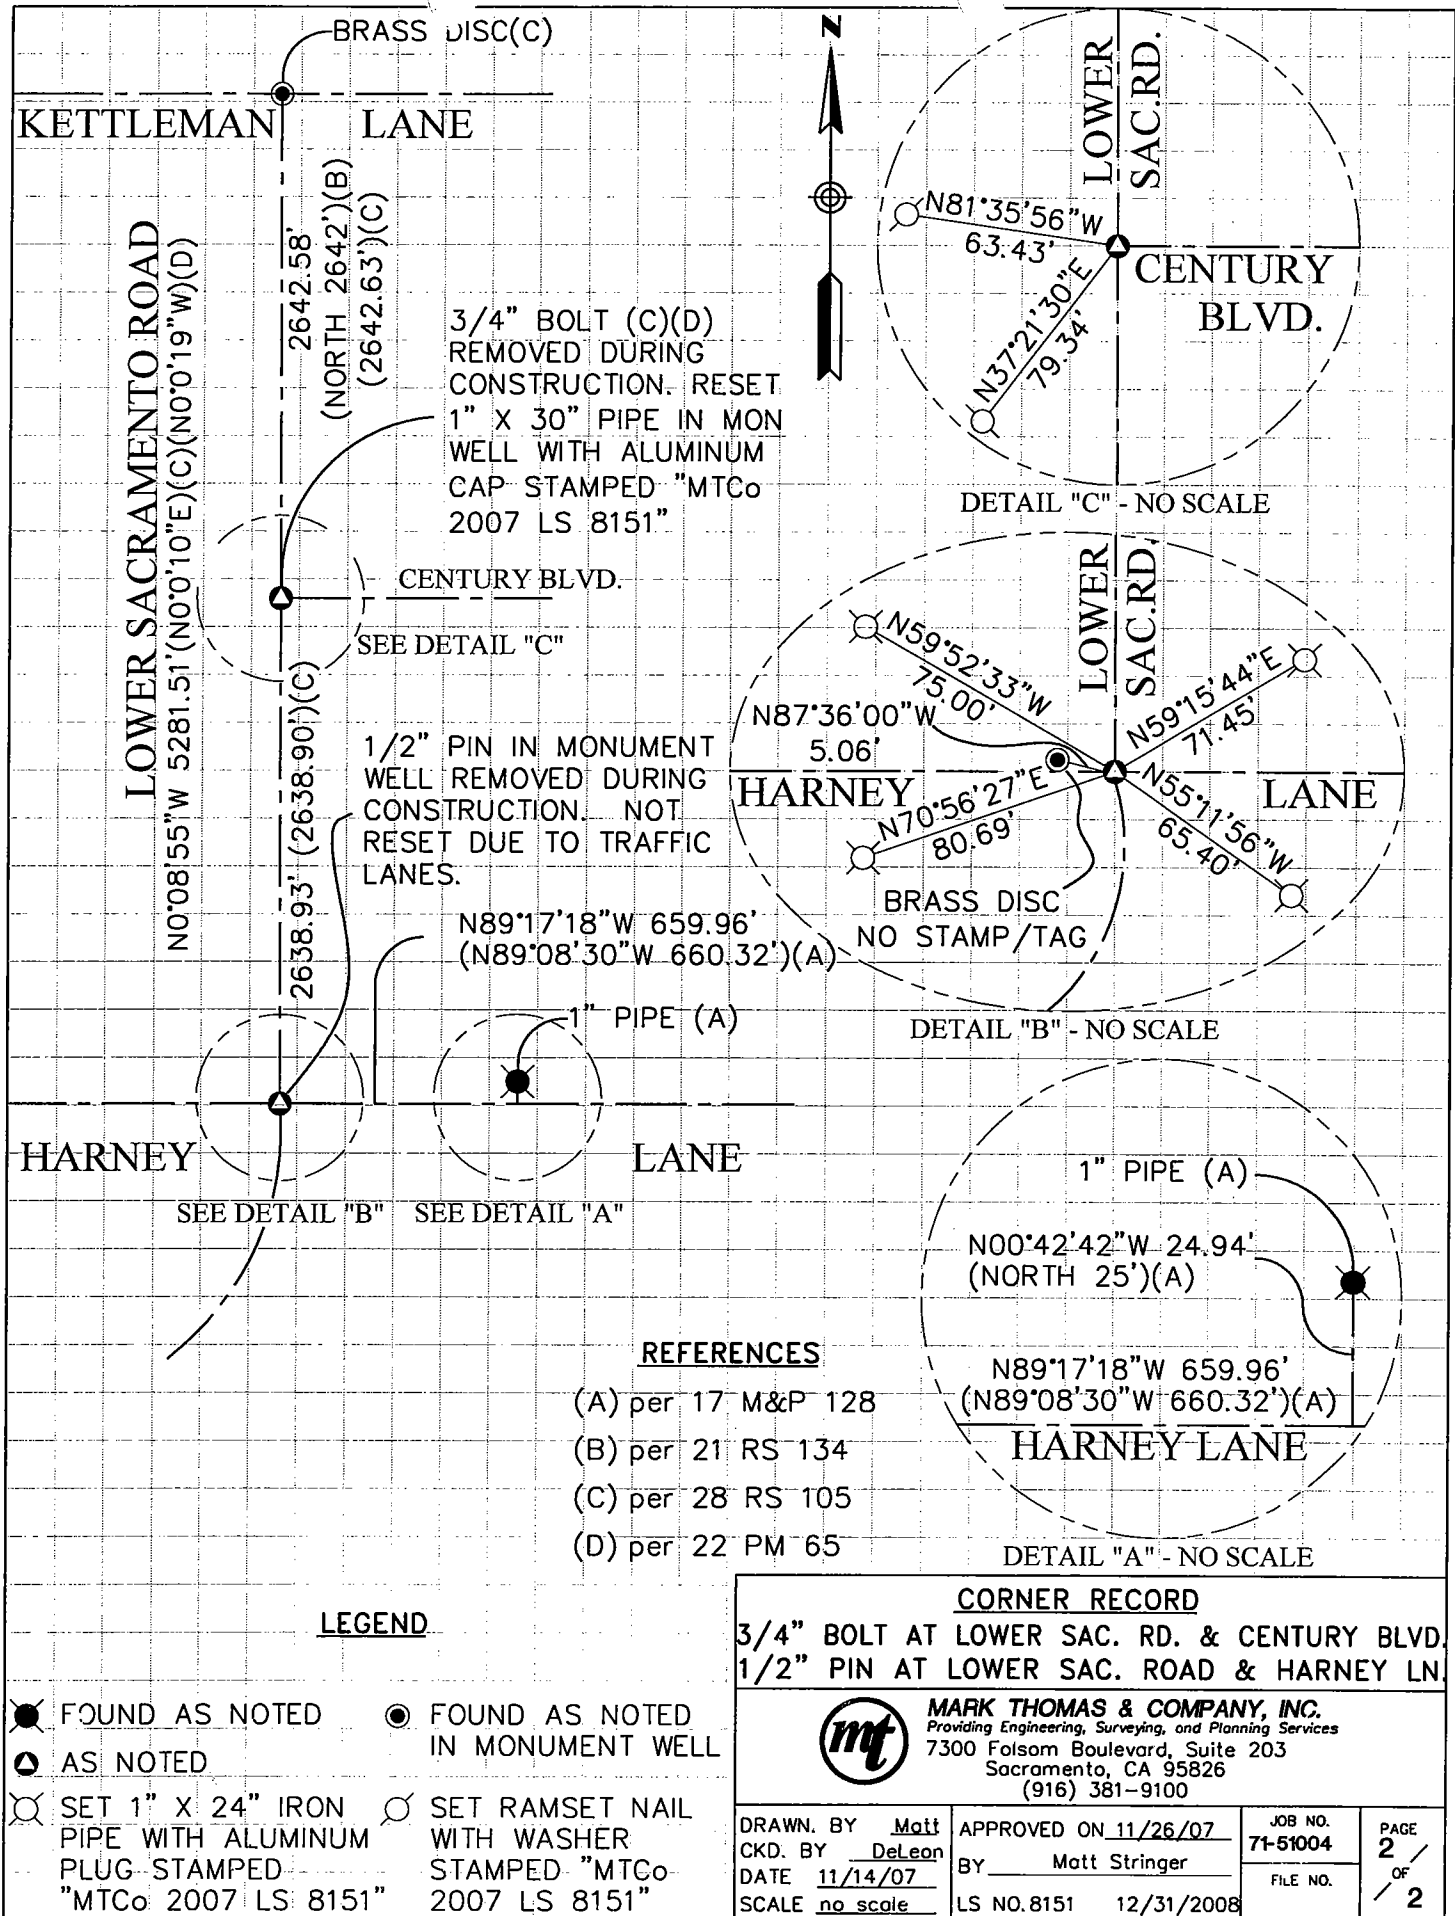 BRASS DISC(C)
KETTLEMAN LANE
LOWER SACRAMENTO ROAD
N0°08'55"W 5281.51'(N0°0'10"E)(C)(N0°0'19"W)(D)
2642.58'
(NORTH 2642')(B)
(2642.63')(C)
3/4" BOLT (C)(D)
REMOVED DURING
CONSTRUCTION. RESET
1" X 30" PIPE IN MON
WELL WITH ALUMINUM
CAP STAMPED "MTCo
2007 LS 8151"
CENTURY BLVD.
SEE DETAIL "C"
2638.93' (2638.90')(C)
1/2" PIN IN MONUMENT
WELL REMOVED DURING
CONSTRUCTION. NOT
RESET DUE TO TRAFFIC
LANES.
N89°17'18"W 659.96'
(N89°08'30"W 660.32')(A)
1" PIPE (A)
HARNEY LANE
SEE DETAIL "B" SEE DETAIL "A"
N
LOWER
SAC.RD.
N81°35'56"W
63.43'
N37°21'30"E
79.34'
CENTURY
BLVD.
DETAIL "C" - NO SCALE
LOWER
SAC.RD.
N59°52'33"W
75.00'
N59°15'44"E
71.45'
N87°36'00"W
5.06'
HARNEY LANE
N70°56'27"E
80.69'
N55°11'56"W
65.40'
BRASS DISC
NO STAMP/TAG
DETAIL "B" - NO SCALE
1" PIPE (A)
N00°42'42"W 24.94'
(NORTH 25')(A)
N89°17'18"W 659.96'
(N89°08'30"W 660.32')(A)
HARNEY LANE
DETAIL "A" - NO SCALE
REFERENCES
(A) per 17 M&P 128
(B) per 21 RS 134
(C) per 28 RS 105
(D) per 22 PM 65
LEGEND
FOUND AS NOTED
AS NOTED
SET 1" X 24" IRON
PIPE WITH ALUMINUM
PLUG STAMPED
"MTCo 2007 LS 8151"
FOUND AS NOTED
IN MONUMENT WELL
SET RAMSET NAIL
WITH WASHER
STAMPED "MTCo
2007 LS 8151"
CORNER RECORD
3/4" BOLT AT LOWER SAC. RD. & CENTURY BLVD.
1/2" PIN AT LOWER SAC. ROAD & HARNEY LN.
mt
MARK THOMAS & COMPANY, INC.
Providing Engineering, Surveying, and Planning Services
7300 Folsom Boulevard, Suite 203
Sacramento, CA 95826
(916) 381-9100
DRAWN. BY Matt
CKD. BY DeLeon
DATE 11/14/07
SCALE no scale
APPROVED ON 11/26/07
BY Matt Stringer
LS NO. 8151 12/31/2008
JOB NO.
71-51004
FILE NO.
PAGE
2 /
OF
/ 2